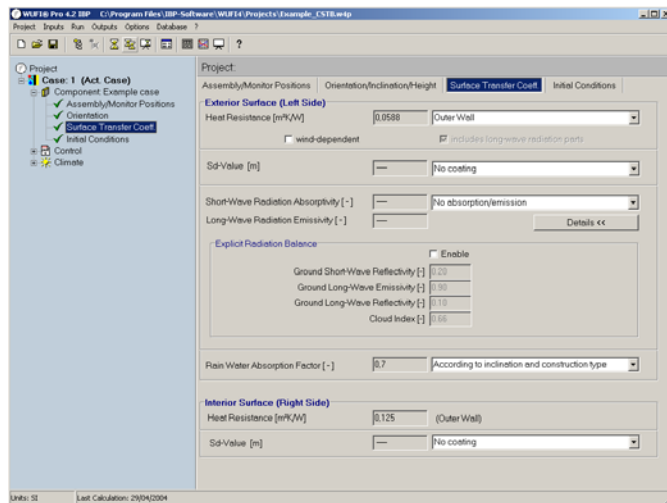 WUFI® Pro 4.2 IBP C:\Program Files\IBP-Software\WUFI4\Projects\Example_CSTB.w4p
Project Inputs Run Outputs Options Database ?
?
Project
Case: 1 (Act. Case)
Component: Example case
Assembly/Monitor Positions
Orientation
Surface Transfer Coeff.
Initial Conditions
Control
Climate
Project:
Assembly/Monitor Positions Orientation/Inclination/Height Surface Transfer Coeff. Initial Conditions
Exterior Surface (Left Side)
Heat Resistance [m²K/W] 0,0588 Outer Wall
wind-dependent includes long-wave radiation parts
Sd-Value [m] ---- No coating
Short-Wave Radiation Absorptivity [ - ] ---- No absorption/emission
Long-Wave Radiation Emissivity [ - ] ---- Details <<
Explicit Radiation Balance
Enable
Ground Short-Wave Reflectivity [-] 0.20
Ground Long-Wave Emissivity [-] 0.90
Ground Long-Wave Reflectivity [-] 0.10
Cloud Index [-] 0.66
Rain Water Absorption Factor [ - ] 0,7 According to inclination and construction type
Interior Surface (Right Side)
Heat Resistance [m²K/W] 0,125 (Outer Wall)
Sd-Value [m] ---- No coating
Units: SI Last Calculation: 29/04/2004